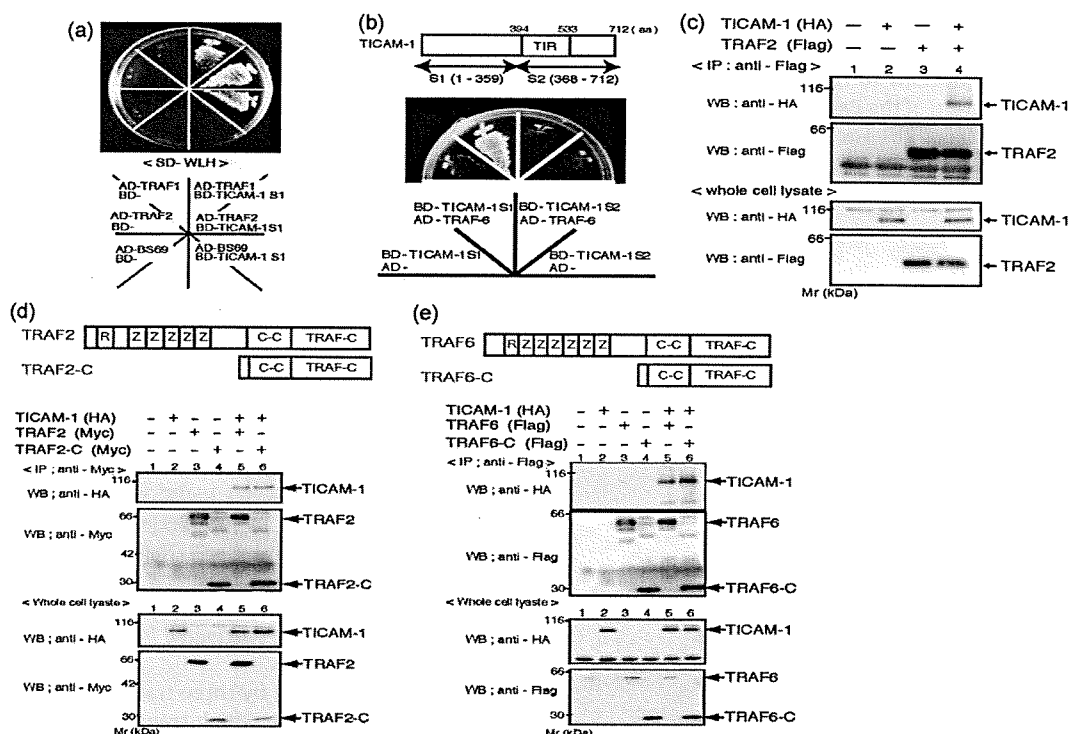 (a)
< SD- WLH >
AD-TRAF1
BD-
AD-TRAF1
BD-TICAM-1 S1
AD-TRAF2
BD-
AD-TRAF2
BD-TICAM-1S1
AD-BS69
BD-
AD-BS69
BD-TICAM-1 S1
(b)
394 533 712 ( aa )
TICAM-1 TIR
S1 (1 - 359) S2 (368 - 712)
BD-TICAM-1S1
AD-TRAF-6
BD-TICAM-1S2
AD-TRAF-6
BD-TICAM-1S1
AD-
BD-TICAM-1S2
AD-
(c)
TICAM-1 (HA) - + - +
TRAF2 (Flag) - - + +
< IP : anti - Flag > 1 2 3 4
116
WB ; anti - HA TICAM-1
66
WB ; anti - Flag TRAF2
< whole cell lysate >
116
WB ; anti - HA TICAM-1
66
WB ; anti - Flag TRAF2
Mr (kDa)
(d)
TRAF2 R Z Z Z Z Z C-C TRAF-C
TRAF2-C C-C TRAF-C
TICAM-1 (HA) - + - - + +
TRAF2 (Myc) - - + - + -
TRAF2-C (Myc) - - - + - +
< IP ; anti - Myc > 1 2 3 4 5 6
116
WB ; anti - HA TICAM-1
66 TRAF2
WB ; anti - Myc
42
30 TRAF2-C
< Whole cell lyaste > 1 2 3 4 5 6
116
WB ; anti - HA TICAM-1
66 TRAF2
WB ; anti - Myc
42
30 TRAF2-C
Mr (kDa)
(e)
TRAF6 R Z Z Z Z Z Z C-C TRAF-C
TRAF6-C C-C TRAF-C
TICAM-1 (HA) - + - - + +
TRAF6 (Flag) - - + - + -
TRAF6-C (Flag) - - - + - +
< IP ; anti - Flag > 1 2 3 4 5 6
116
WB ; anti - HA TICAM-1
66
TRAF6
WB ; anti - Flag
30 TRAF6-C
< Whole cell lysate > 1 2 3 4 5 6
116
WB ; anti - HA TICAM-1
66
TRAF6
WB ; anti - Flag
30 TRAF6-C
Mr (kDa)